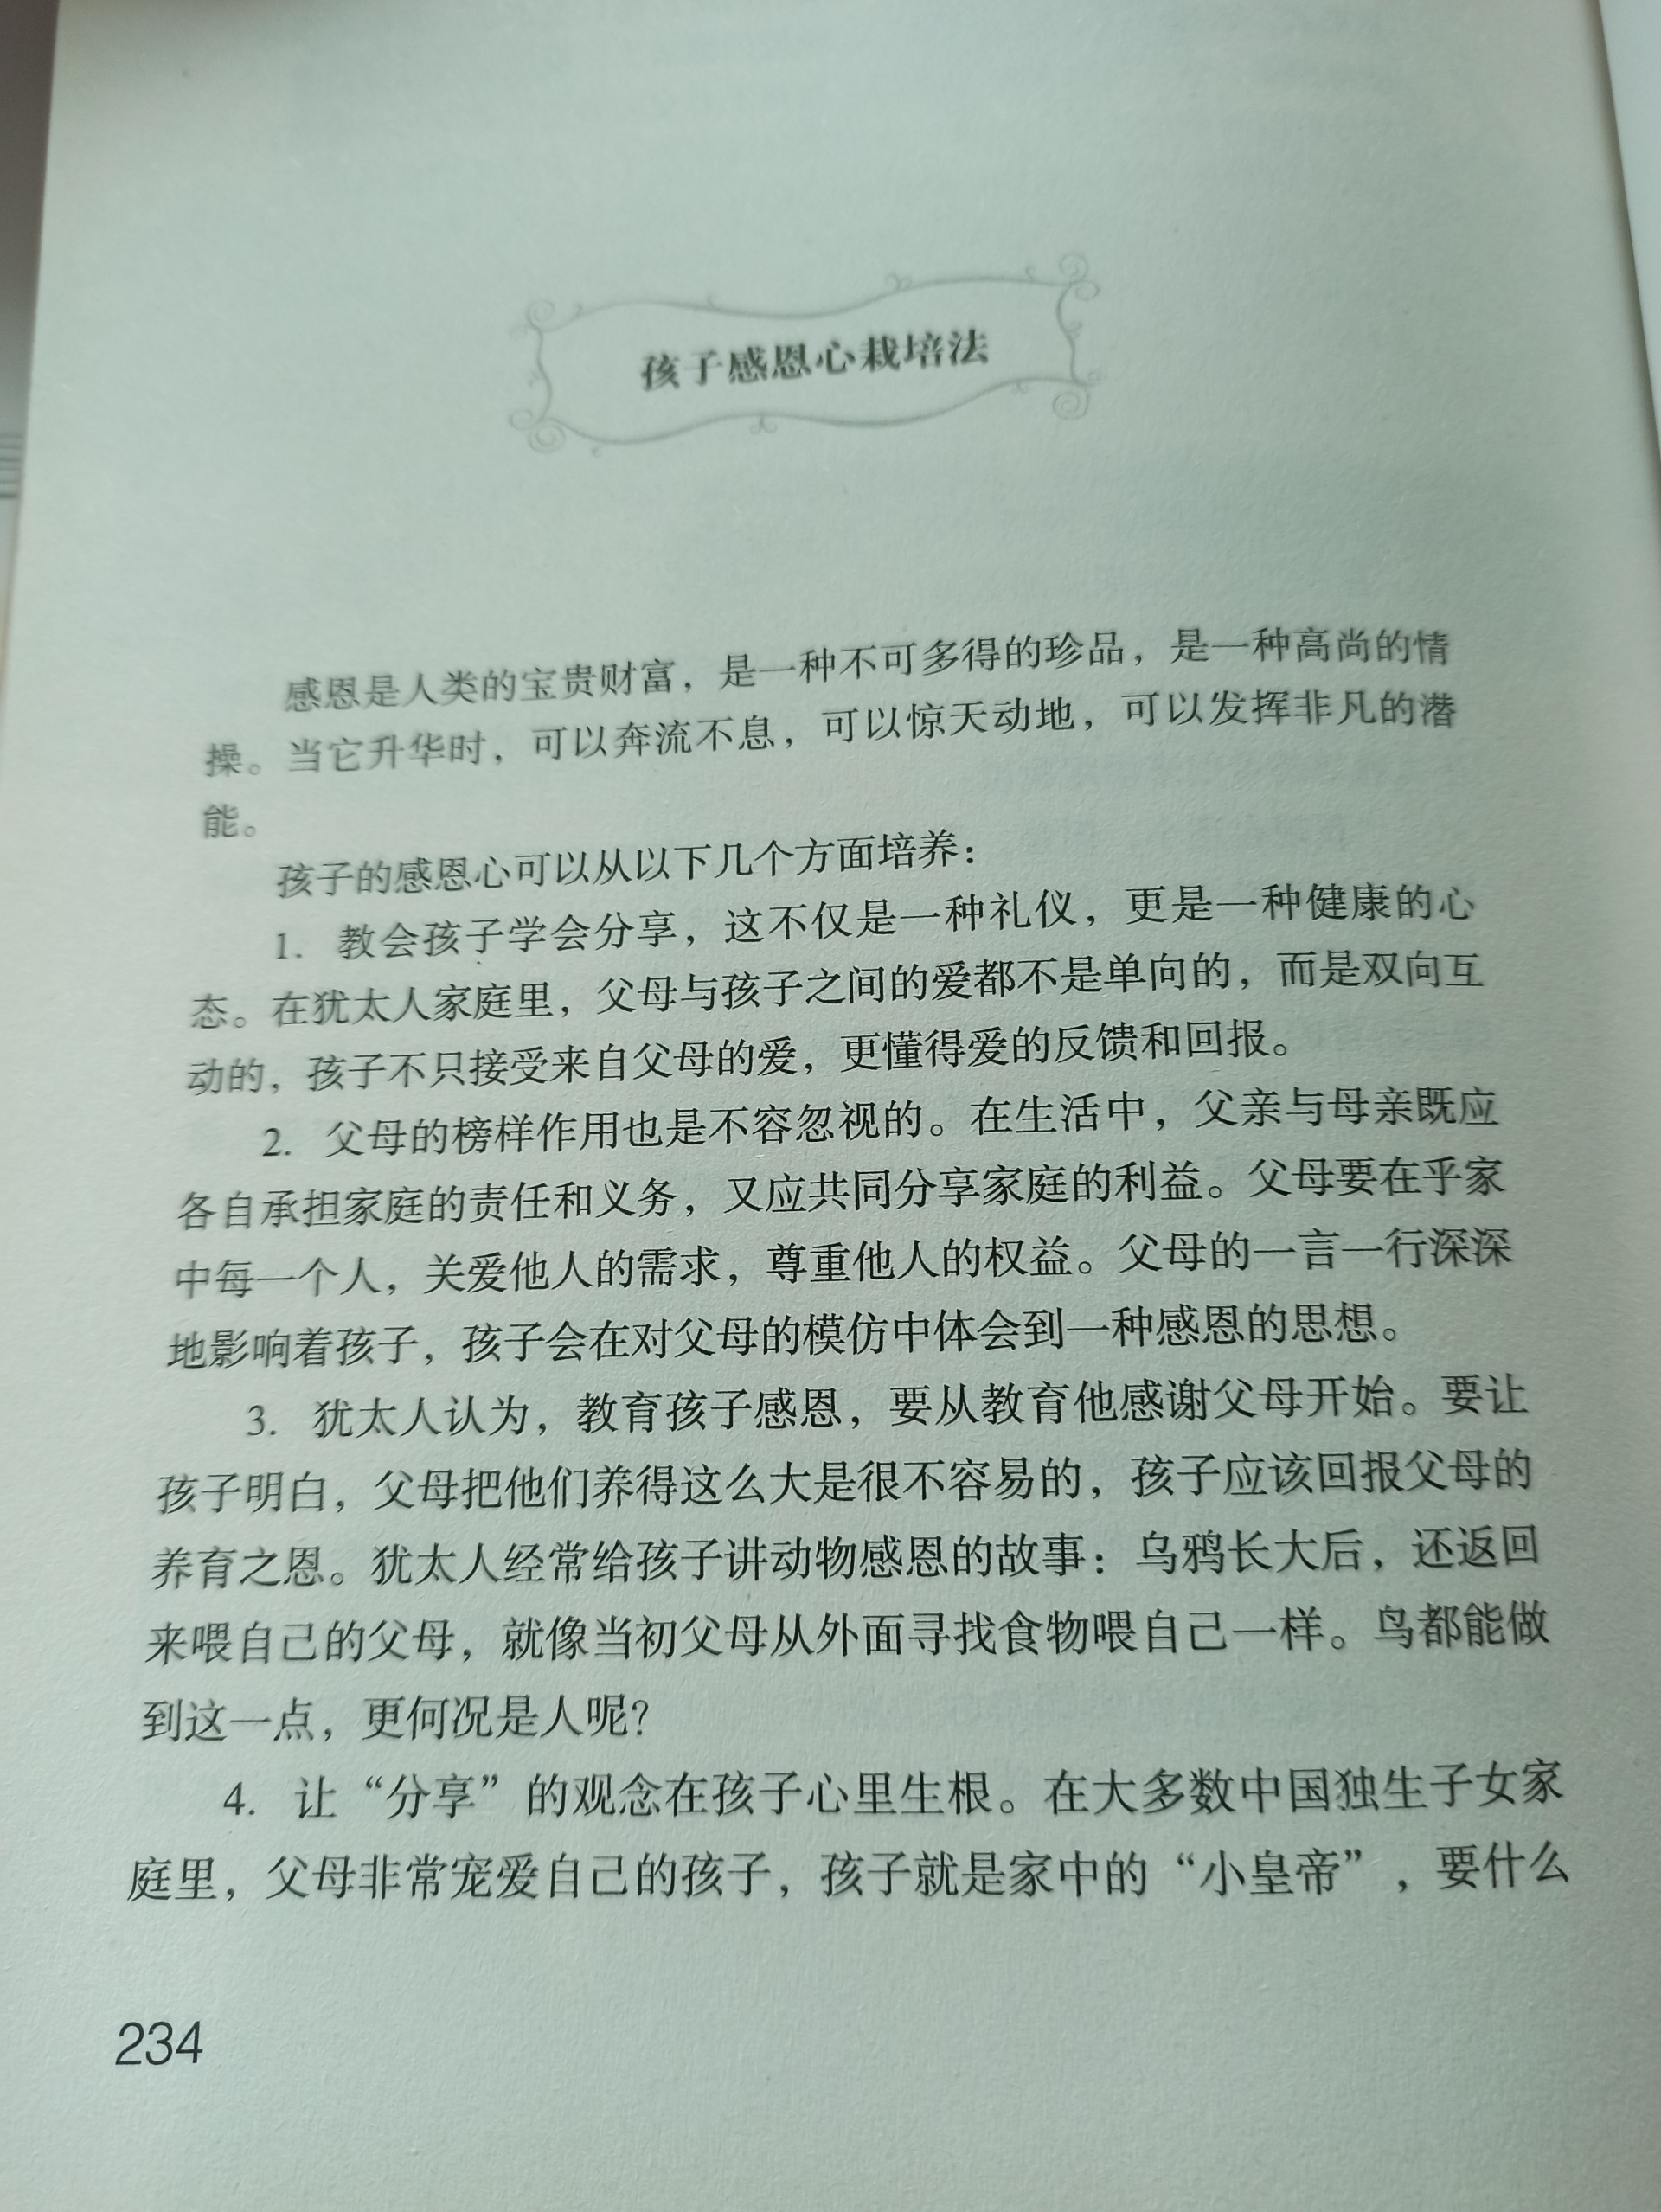 孩子感恩心栽培法
感恩是人类的宝贵财富，是一种不可多得的珍品，是一种高尚的情
操。当它升华时，可以奔流不息，可以惊天动地，可以发挥非凡的潜
能。
孩子的感恩心可以从以下几个方面培养：
1. 教会孩子学会分享，这不仅是一种礼仪，更是一种健康的心
态。在犹太人家庭里，父母与孩子之间的爱都不是单向的，而是双向互
动的，孩子不只接受来自父母的爱，更懂得爱的反馈和回报。
2. 父母的榜样作用也是不容忽视的。在生活中，父亲与母亲既应
各自承担家庭的责任和义务，又应共同分享家庭的利益。父母要在乎家
中每一个人，关爱他人的需求，尊重他人的权益。父母的一言一行深深
地影响着孩子，孩子会在对父母的模仿中体会到一种感恩的思想。
3. 犹太人认为，教育孩子感恩，要从教育他感谢父母开始。要让
孩子明白，父母把他们养得这么大是很不容易的，孩子应该回报父母的
养育之恩。犹太人经常给孩子讲动物感恩的故事：乌鸦长大后，还返回
来喂自己的父母，就像当初父母从外面寻找食物喂自己一样。鸟都能做
到这一点，更何况是人呢？
4. 让“分享”的观念在孩子心里生根。在大多数中国独生子女家
庭里，父母非常宠爱自己的孩子，孩子就是家中的“小皇帝”，要什么
234